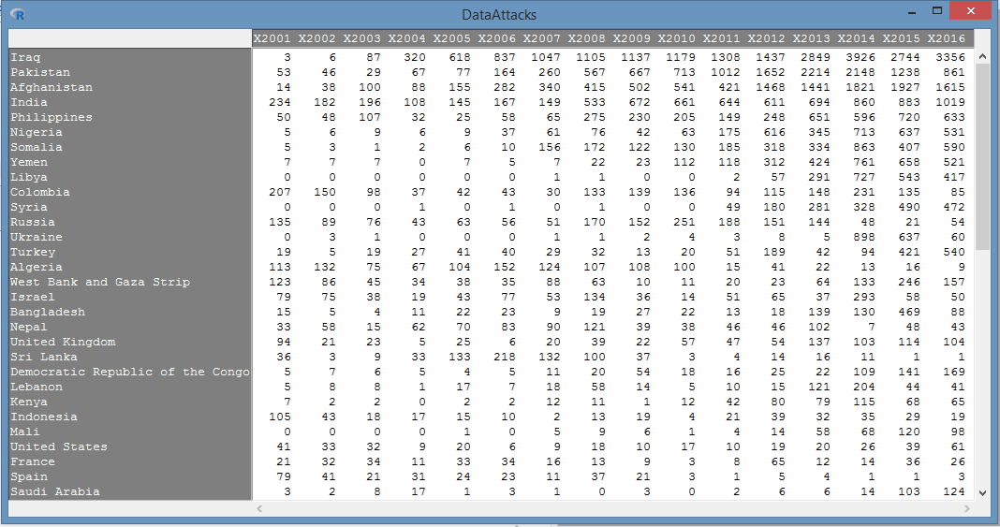 R
DataAttacks
X2001 X2002 X2003 X2004 X2005 X2006 X2007 X2008 X2009 X2010 X2011 X2012 X2013 X2014 X2015 X2016
Iraq 3 6 87 320 618 837 1047 1105 1137 1179 1308 1437 2849 3926 2744 3356
Pakistan 53 46 29 67 77 164 260 567 667 713 1012 1652 2214 2148 1238 861
Afghanistan 14 38 100 88 155 282 340 415 502 541 421 1468 1441 1821 1927 1615
India 234 182 196 108 145 167 149 533 672 661 644 611 694 860 883 1019
Philippines 50 48 107 32 25 58 65 275 230 205 149 248 651 596 720 633
Nigeria 5 6 9 6 9 37 61 76 42 63 175 616 345 713 637 531
Somalia 5 3 1 2 6 10 156 172 122 130 185 318 334 863 407 590
Yemen 7 7 7 0 7 5 7 22 23 112 118 312 424 761 658 521
Libya 0 0 0 0 0 0 1 1 0 0 2 57 291 727 543 417
Colombia 207 150 98 37 42 43 30 133 139 136 94 115 148 231 135 85
Syria 0 0 0 1 0 1 0 1 0 0 49 180 281 328 490 472
Russia 135 89 76 43 63 56 51 170 152 251 188 151 144 48 21 54
Ukraine 0 3 1 0 0 0 1 1 2 4 3 8 5 898 637 60
Turkey 19 5 19 27 41 40 29 32 13 20 51 189 42 94 421 540
Algeria 113 132 75 67 104 152 124 107 108 100 15 41 22 13 16 9
West Bank and Gaza Strip 123 86 45 34 38 35 88 63 10 11 20 23 64 133 246 157
Israel 79 75 38 19 43 77 53 134 36 14 51 65 37 293 58 50
Bangladesh 15 5 4 11 22 23 9 19 27 22 13 18 139 130 469 88
Nepal 33 58 15 62 70 83 90 121 39 38 46 46 102 7 48 43
United Kingdom 94 21 23 5 25 6 20 39 22 57 47 54 137 103 114 104
Sri Lanka 36 3 9 33 133 218 132 100 37 3 4 14 16 11 1 1
Democratic Republic of the Congo 5 7 6 5 4 5 11 20 54 18 16 25 22 109 141 169
Lebanon 5 8 8 1 17 7 18 58 14 5 10 15 121 204 44 41
Kenya 7 2 2 0 2 2 12 11 1 12 42 80 79 115 68 65
Indonesia 105 43 18 17 15 10 2 13 19 4 21 39 32 35 29 19
Mali 0 0 0 0 1 0 5 9 6 1 4 14 58 68 120 98
United States 41 33 32 9 20 6 9 18 10 17 10 19 20 26 39 61
France 21 32 34 11 33 34 16 13 9 3 8 65 12 14 36 26
Spain 79 41 21 31 24 23 11 37 21 3 1 5 4 1 1 3
Saudi Arabia 3 2 8 17 1 3 1 0 3 0 2 6 6 14 103 124